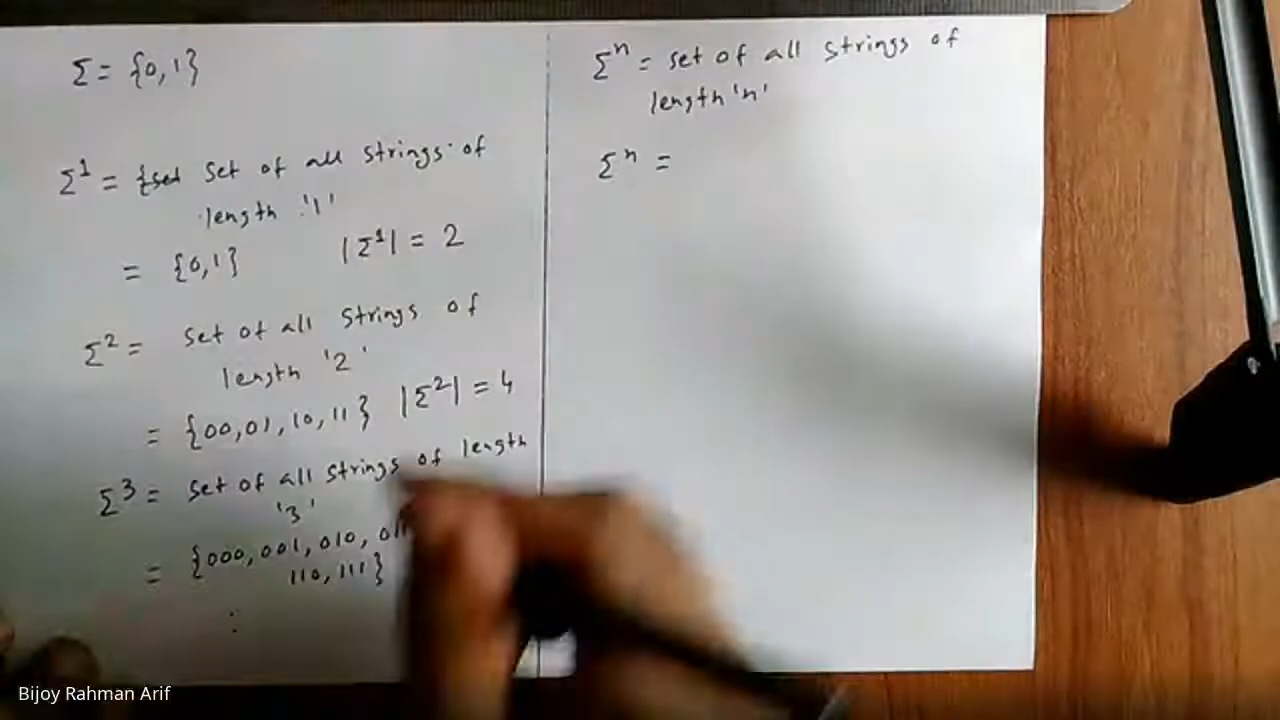 Σ = {0,1}
Σ¹ = {set Set of all strings of
length '1'
= {0,1} |Σ¹| = 2
Σ² = set of all strings of
length '2'
= {00,01,10,11} |Σ²| = 4
Σ³ = set of all strings of length
'3'
= {000,001,010,011
110,111}
:
Σⁿ = set of all strings of
length 'n'
Σⁿ =
Bijoy Rahman Arif